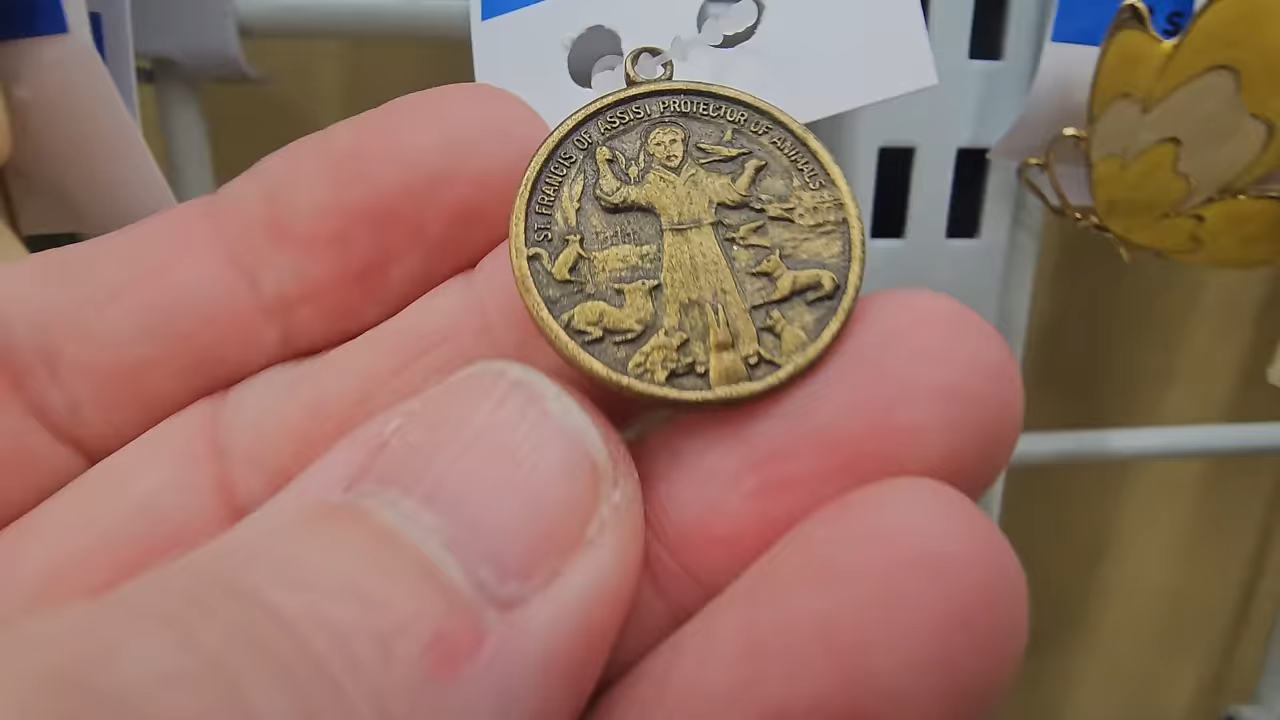 ST. FRANCIS OF ASSISI PROTECTOR OF ANIMALS